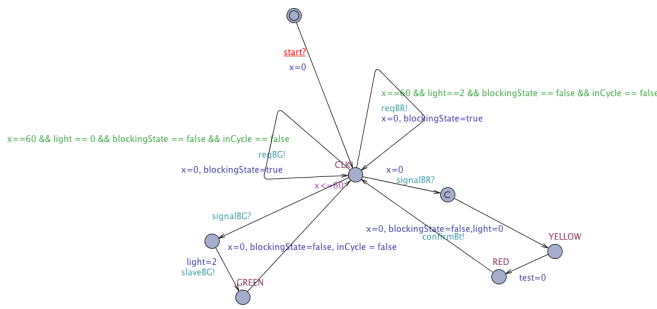 start?
x=0
x==60 && light==2 && blockingState == false && inCycle == false
reqBR!
x=0, blockingState=true
x==60 && light == 0 && blockingState == false && inCycle == false
reqBG!
x=0, blockingState=true
CLK
x<=60
x=0
signalBR?
C
signalBG?
x=0, blockingState=false,light=0
confirmBt!
YELLOW
x=0, blockingState=false, inCycle = false
light=2
slaveBG!
RED
test=0
GREEN